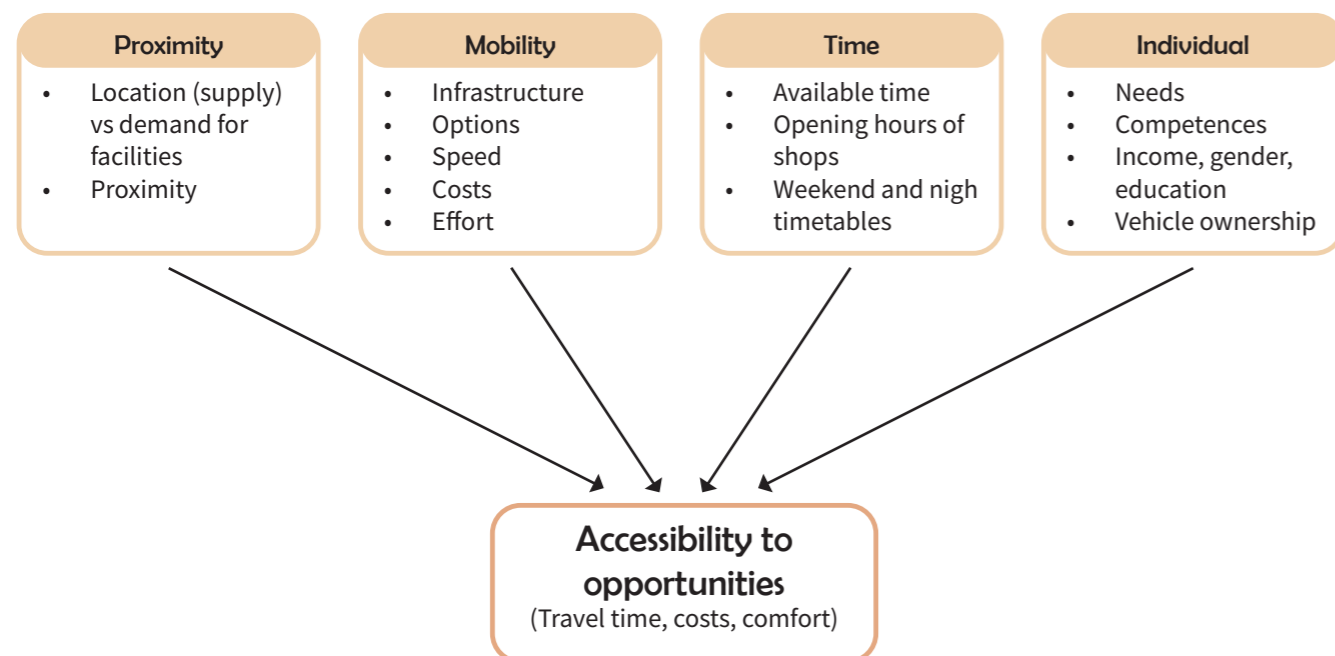 Proximity
• Location (supply)
vs demand for
facilities
• Proximity
Mobility
• Infrastructure
• Options
• Speed
• Costs
• Effort
Time
• Available time
• Opening hours of
shops
• Weekend and nigh
timetables
Individual
• Needs
• Competences
• Income, gender,
education
• Vehicle ownership
Accessibility to
opportunities
(Travel time, costs, comfort)